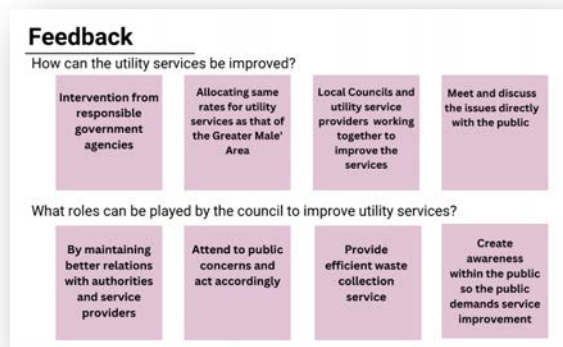 Feedback
How can the utility services be improved?
Intervention from
responsible
government
agencies
Allocating same
rates for utility
services as that of
the Greater Male'
Area
Local Councils and
utility service
providers working
together to
improve the
services
Meet and discuss
the issues directly
with the public
What roles can be played by the council to improve utility services?
By maintaining
better relations
with authorities
and service
providers
Attend to public
concerns and
act accordingly
Provide
efficient waste
collection
service
Create
awareness
within the public
so the public
demands service
improvement